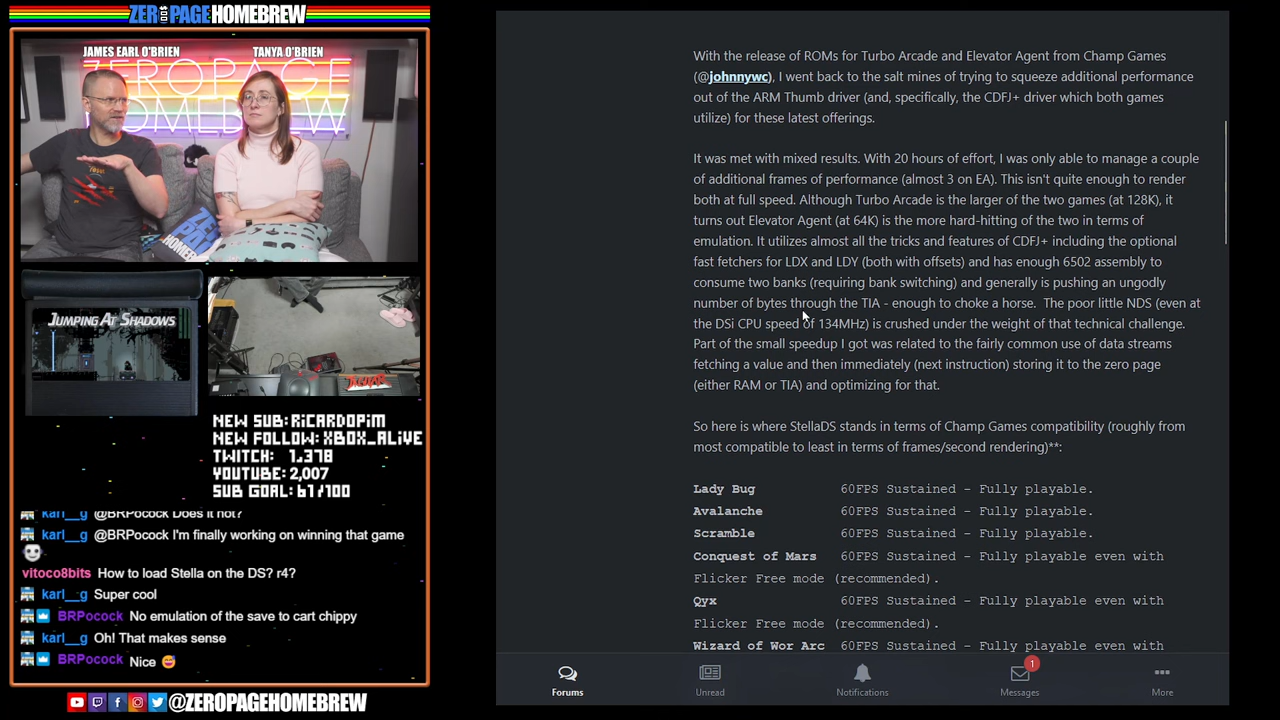 ZEROPAGEHOMEBREW
JAMES EARL O'BRIEN
TANYA O'BRIEN
ZEROPAGE
HOMEBREW
JUMPING AT SHADOWS
NEW SUB: RICARDOPIM
NEW FOLLOW: XBOX_ALIVE
TWITCH: 1,378
YOUTUBE: 2,007
SUB GOAL: 67/100
karl__g @BRPocock Does it not?
karl__g @BRPocock I'm finally working on winning that game
vitoco8bits How to load Stella on the DS? r4?
karl__g Super cool
BRPocock No emulation of the save to cart chippy
karl__g Oh! That makes sense
BRPocock Nice
@ZEROPAGEHOMEBREW
With the release of ROMs for Turbo Arcade and Elevator Agent from Champ Games
(@johnnywc), I went back to the salt mines of trying to squeeze additional performance
out of the ARM Thumb driver (and, specifically, the CDFJ+ driver which both games
utilize) for these latest offerings.
It was met with mixed results. With 20 hours of effort, I was only able to manage a couple
of additional frames of performance (almost 3 on EA). This isn't quite enough to render
both at full speed. Although Turbo Arcade is the larger of the two games (at 128K), it
turns out Elevator Agent (at 64K) is the more hard-hitting of the two in terms of
emulation. It utilizes almost all the tricks and features of CDFJ+ including the optional
fast fetchers for LDX and LDY (both with offsets) and has enough 6502 assembly to
consume two banks (requiring bank switching) and generally is pushing an ungodly
number of bytes through the TIA - enough to choke a horse. The poor little NDS (even at
the DSi CPU speed of 134MHz) is crushed under the weight of that technical challenge.
Part of the small speedup I got was related to the fairly common use of data streams
fetching a value and then immediately (next instruction) storing it to the zero page
(either RAM or TIA) and optimizing for that.
So here is where StellaDS stands in terms of Champ Games compatibility (roughly from
most compatible to least in terms of frames/second rendering)**:
Lady Bug 60FPS Sustained - Fully playable.
Avalanche 60FPS Sustained - Fully playable.
Scramble 60FPS Sustained - Fully playable.
Conquest of Mars 60FPS Sustained - Fully playable even with
Flicker Free mode (recommended).
Qyx 60FPS Sustained - Fully playable even with
Flicker Free mode (recommended).
Wizard of Wor Arc 60FPS Sustained - Fully playable even with
Forums
Unread
Notifications
1
Messages
More